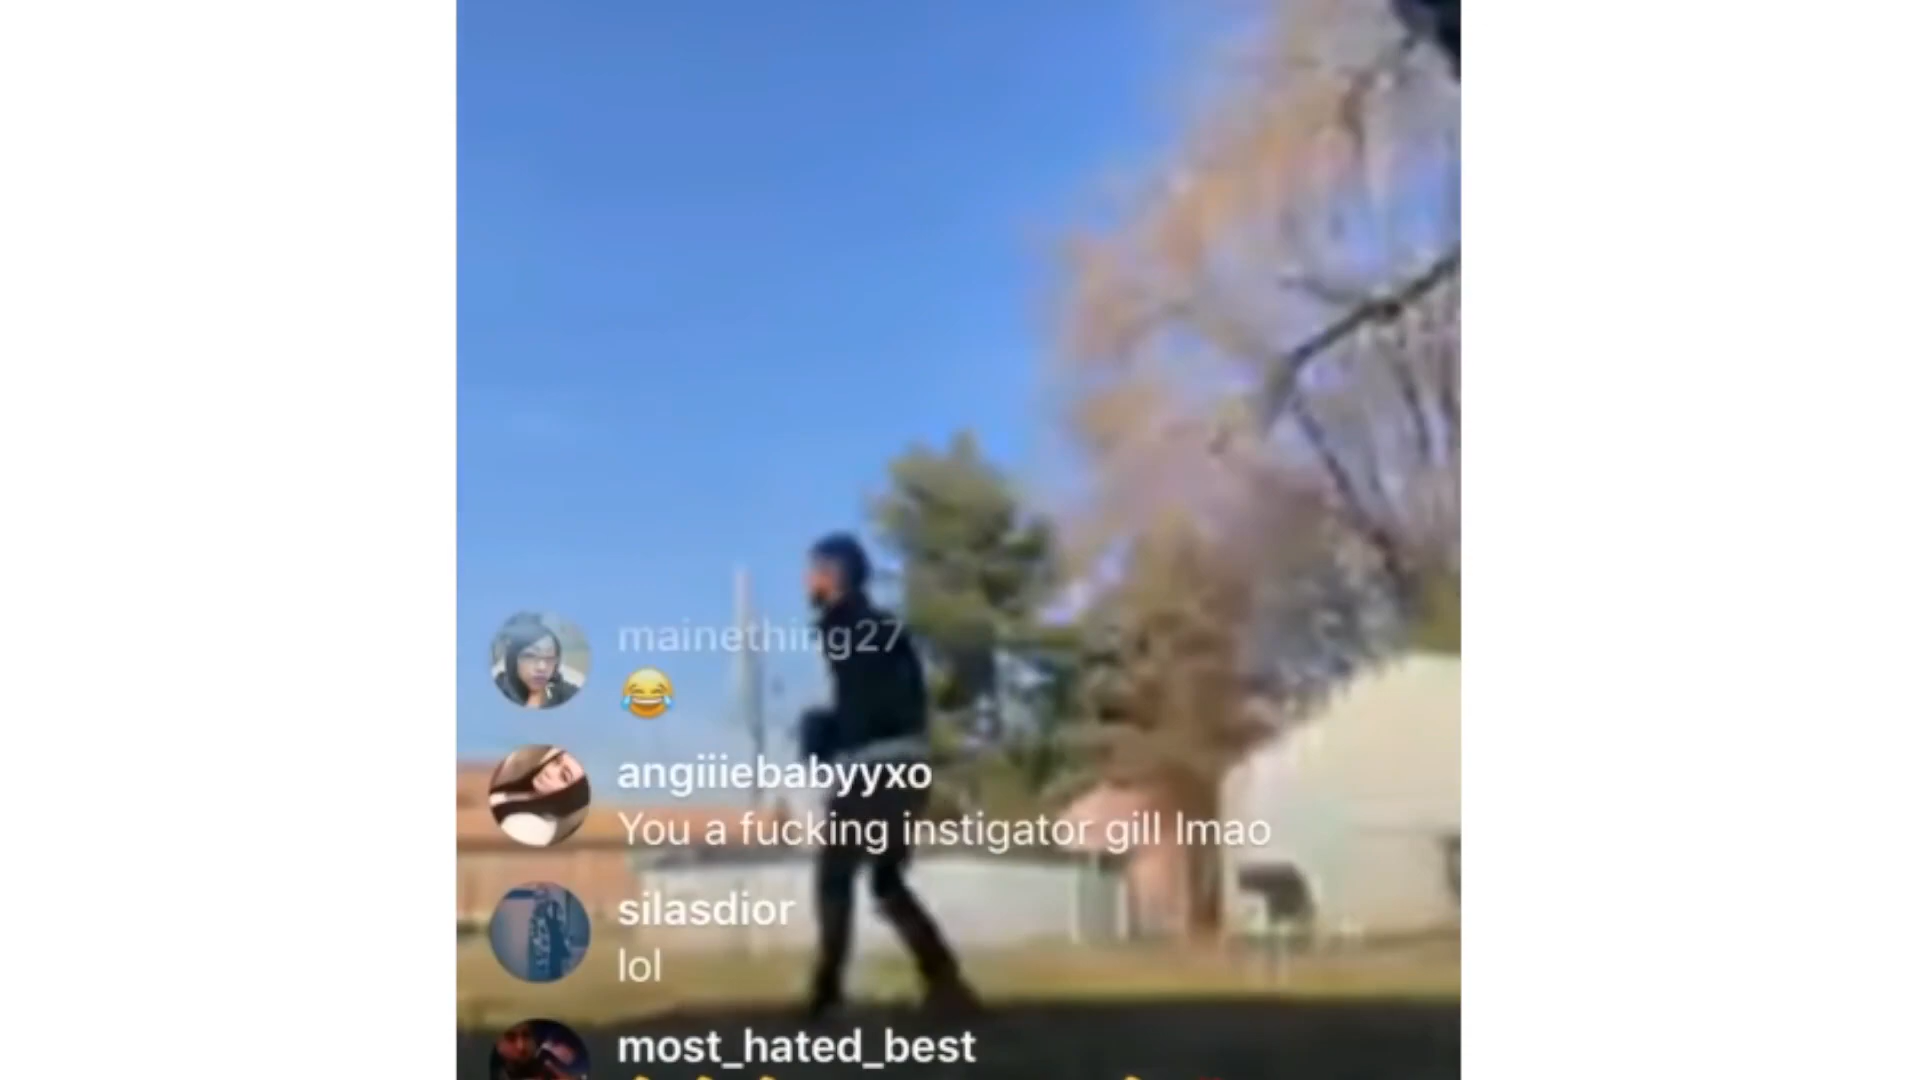 mainething27
😂
angiiiebabyyxo
You a fucking instigator gill lmao
silasdior
lol
most_hated_best